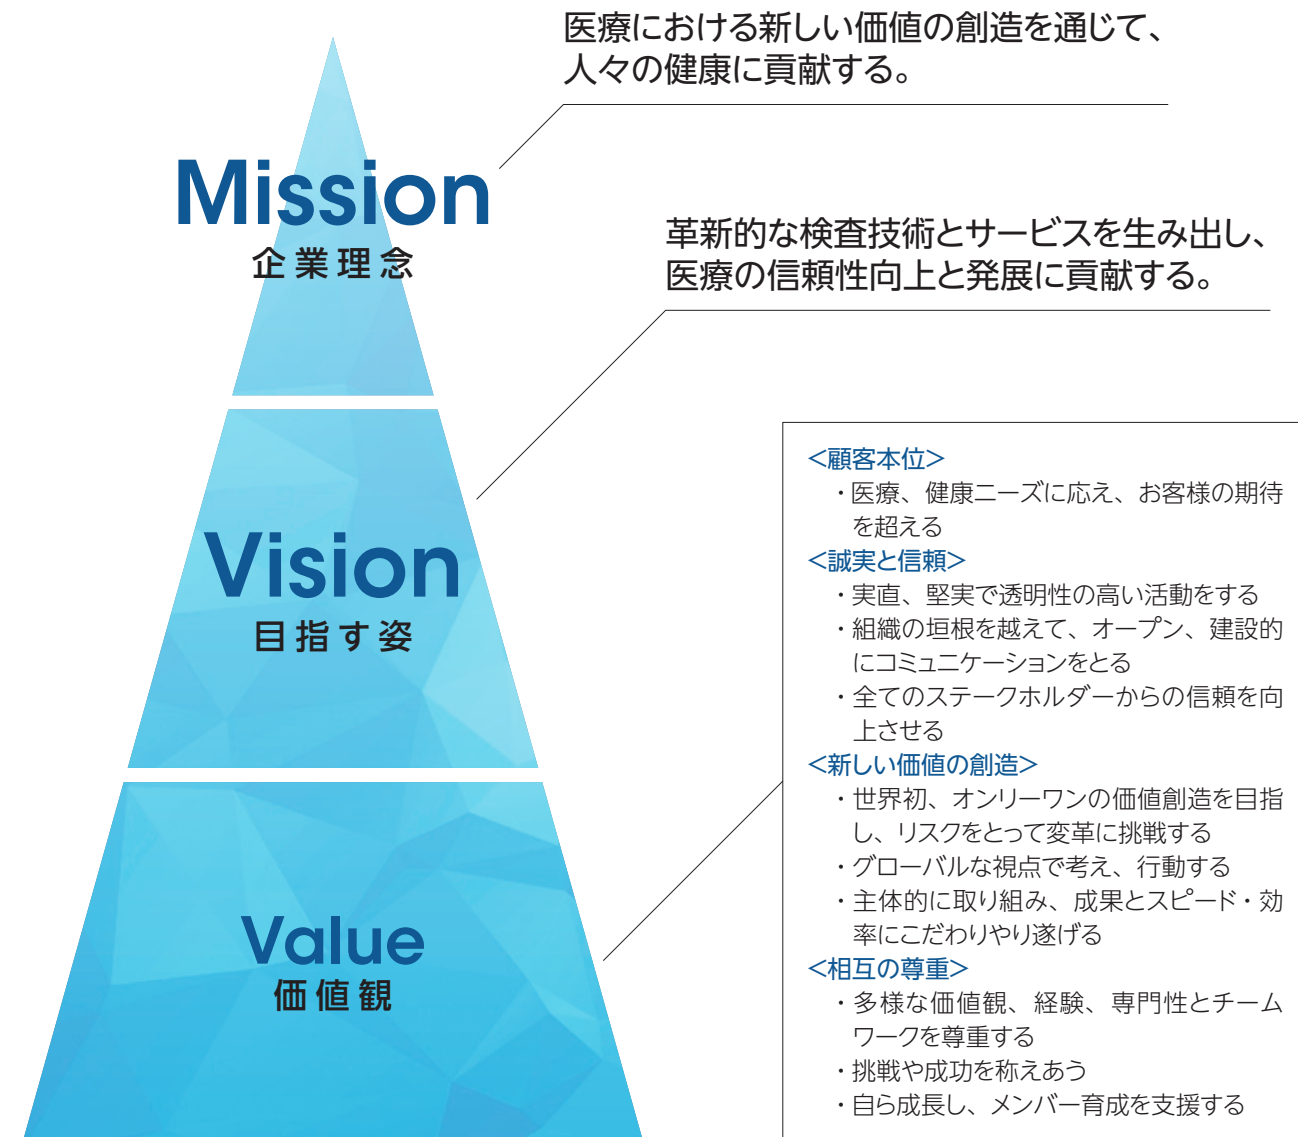 医療における新しい価値の創造を通じて、
人々の健康に貢献する。
Mission
企業理念
革新的な検査技術とサービスを生み出し、
医療の信頼性向上と発展に貢献する。
Vision
目指す姿
<顧客本位>
・医療、健康ニーズに応え、お客様の期待
を超える
<誠実と信頼>
・実直、堅実で透明性の高い活動をする
・組織の垣根を越えて、オープン、建設的
にコミュニケーションをとる
・全てのステークホルダーからの信頼を向
上させる
<新しい価値の創造>
・世界初、オンリーワンの価値創造を目指
し、リスクをとって変革に挑戦する
・グローバルな視点で考え、行動する
・主体的に取り組み、成果とスピード・効
率にこだわりやり遂げる
<相互の尊重>
・多様な価値観、経験、専門性とチーム
ワークを尊重する
・挑戦や成功を称えあう
・自ら成長し、メンバー育成を支援する
Value
価値観